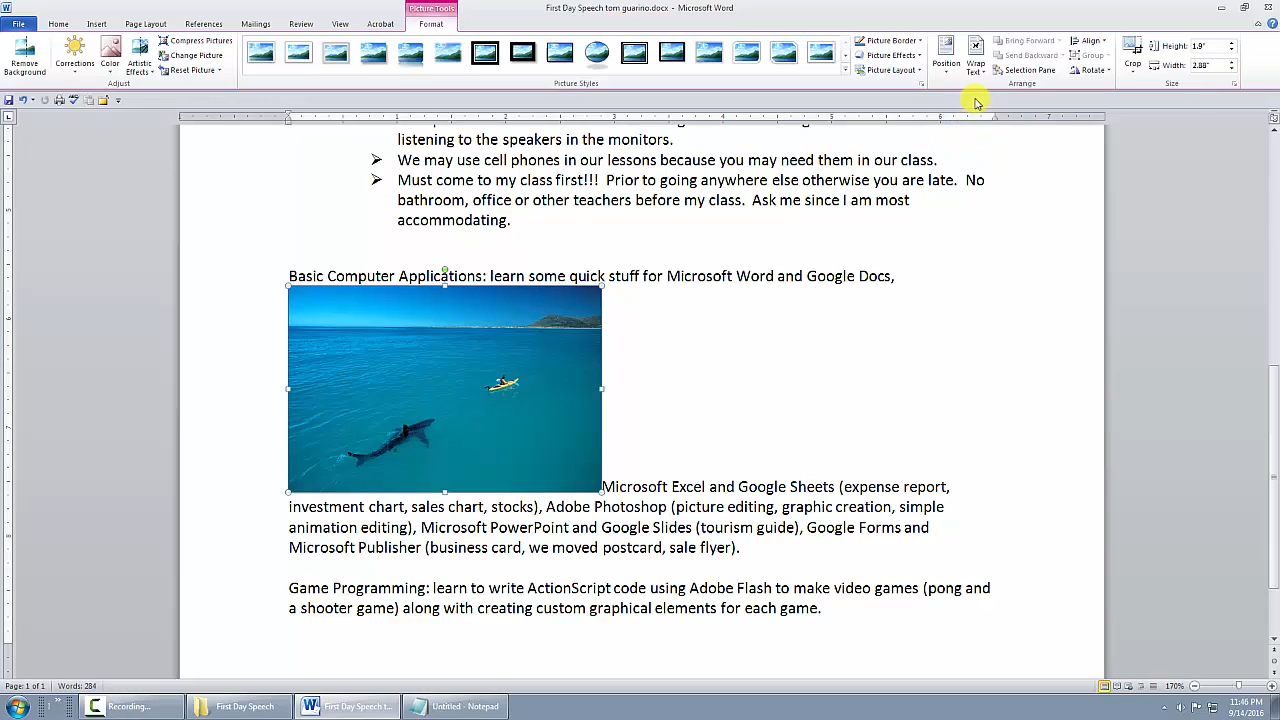 Picture Tools
First Day Speech tom guarino.docx - Microsoft Word
File Home Insert Page Layout References Mailings Review View Acrobat Format
Remove Background
Corrections
Color
Artistic Effects
Compress Pictures
Change Picture
Reset Picture
Adjust
Picture Styles
Picture Border
Picture Effects
Picture Layout
Position
Wrap Text
Bring Forward
Send Backward
Selection Pane
Align
Group
Rotate
Arrange
Crop
Height: 1.9"
Width: 2.88"
Size
1 2 3 4 5 6 7
listening to the speakers in the monitors.
We may use cell phones in our lessons because you may need them in our class.
Must come to my class first!!! Prior to going anywhere else otherwise you are late. No
bathroom, office or other teachers before my class. Ask me since I am most
accommodating.
Basic Computer Applications: learn some quick stuff for Microsoft Word and Google Docs,
Microsoft Excel and Google Sheets (expense report,
investment chart, sales chart, stocks), Adobe Photoshop (picture editing, graphic creation, simple
animation editing), Microsoft PowerPoint and Google Slides (tourism guide), Google Forms and
Microsoft Publisher (business card, we moved postcard, sale flyer).
Game Programming: learn to write ActionScript code using Adobe Flash to make video games (pong and
a shooter game) along with creating custom graphical elements for each game.
Page: 1 of 1 Words: 284
170%
Recording...
First Day Speech
First Day Speech t...
Untitled - Notepad
11:46 PM
9/14/2016